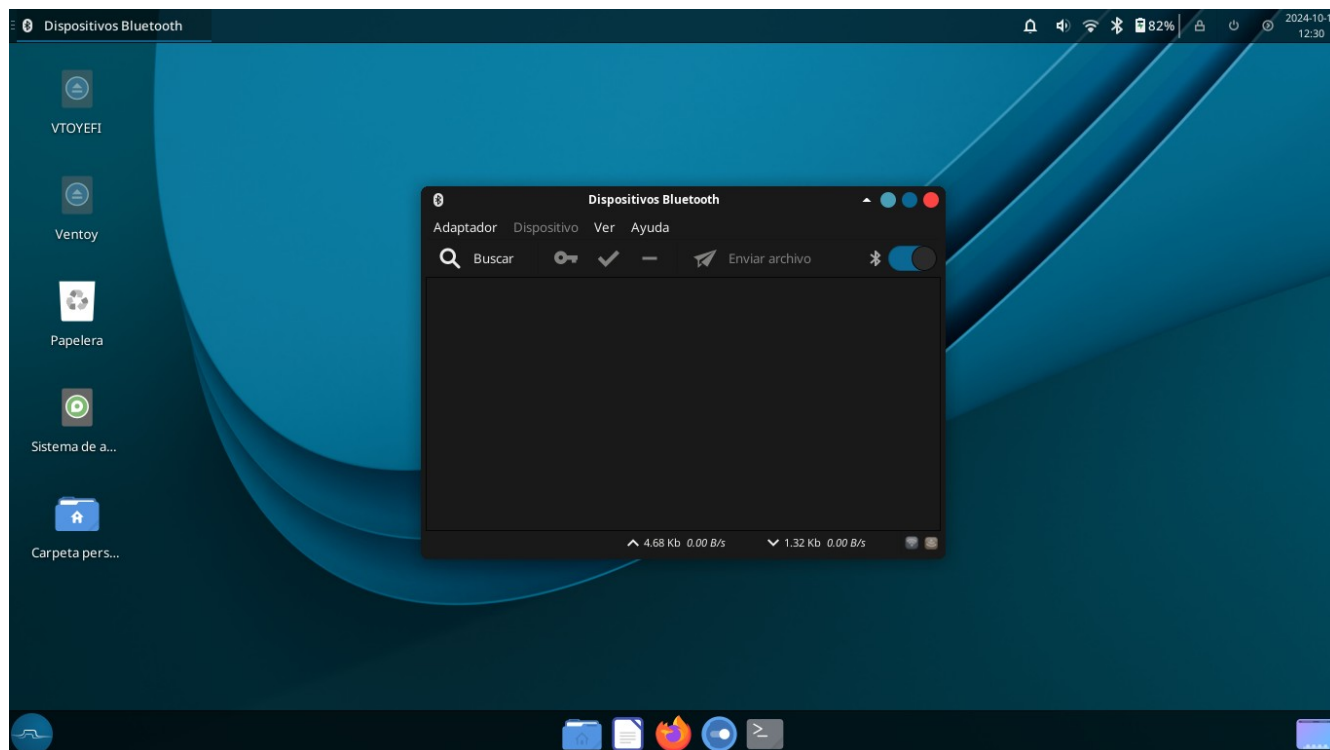 Dispositivos Bluetooth
82%
2024-10-1
12:30
VTOYEFI
Ventoy
Papelera
Sistema de a...
Carpeta pers...
Dispositivos Bluetooth
Adaptador Dispositivo Ver Ayuda
Buscar Enviar archivo
4.68 Kb 0.00 B/s 1.32 Kb 0.00 B/s